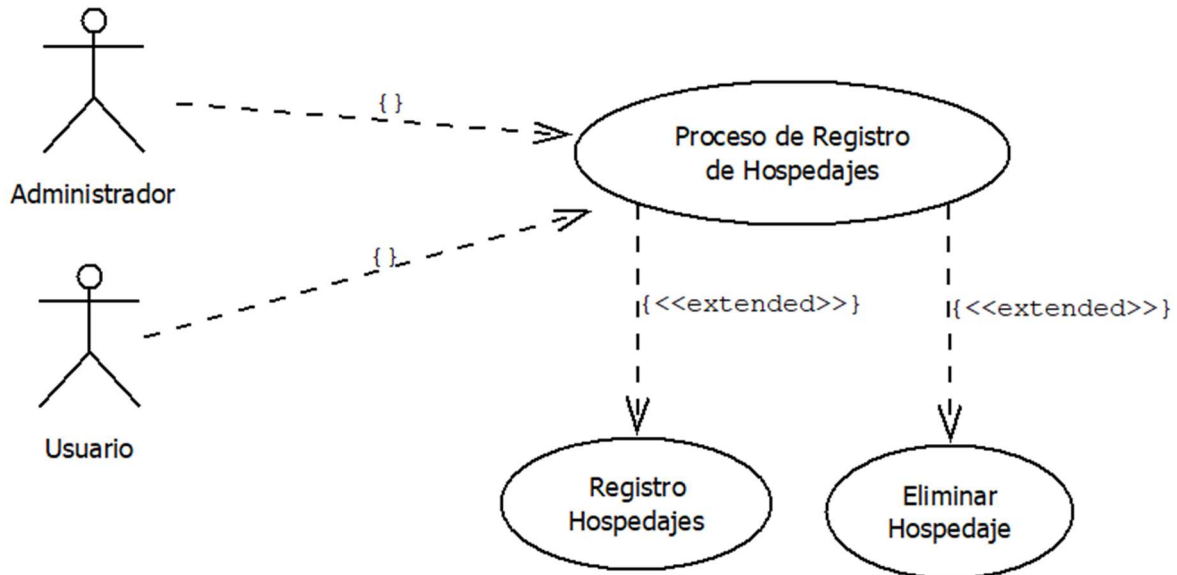 {}
Proceso de Registro
de Hospedajes
Administrador
{}
{<<extended>>}
{<<extended>>}
Usuario
Registro
Hospedajes
Eliminar
Hospedaje